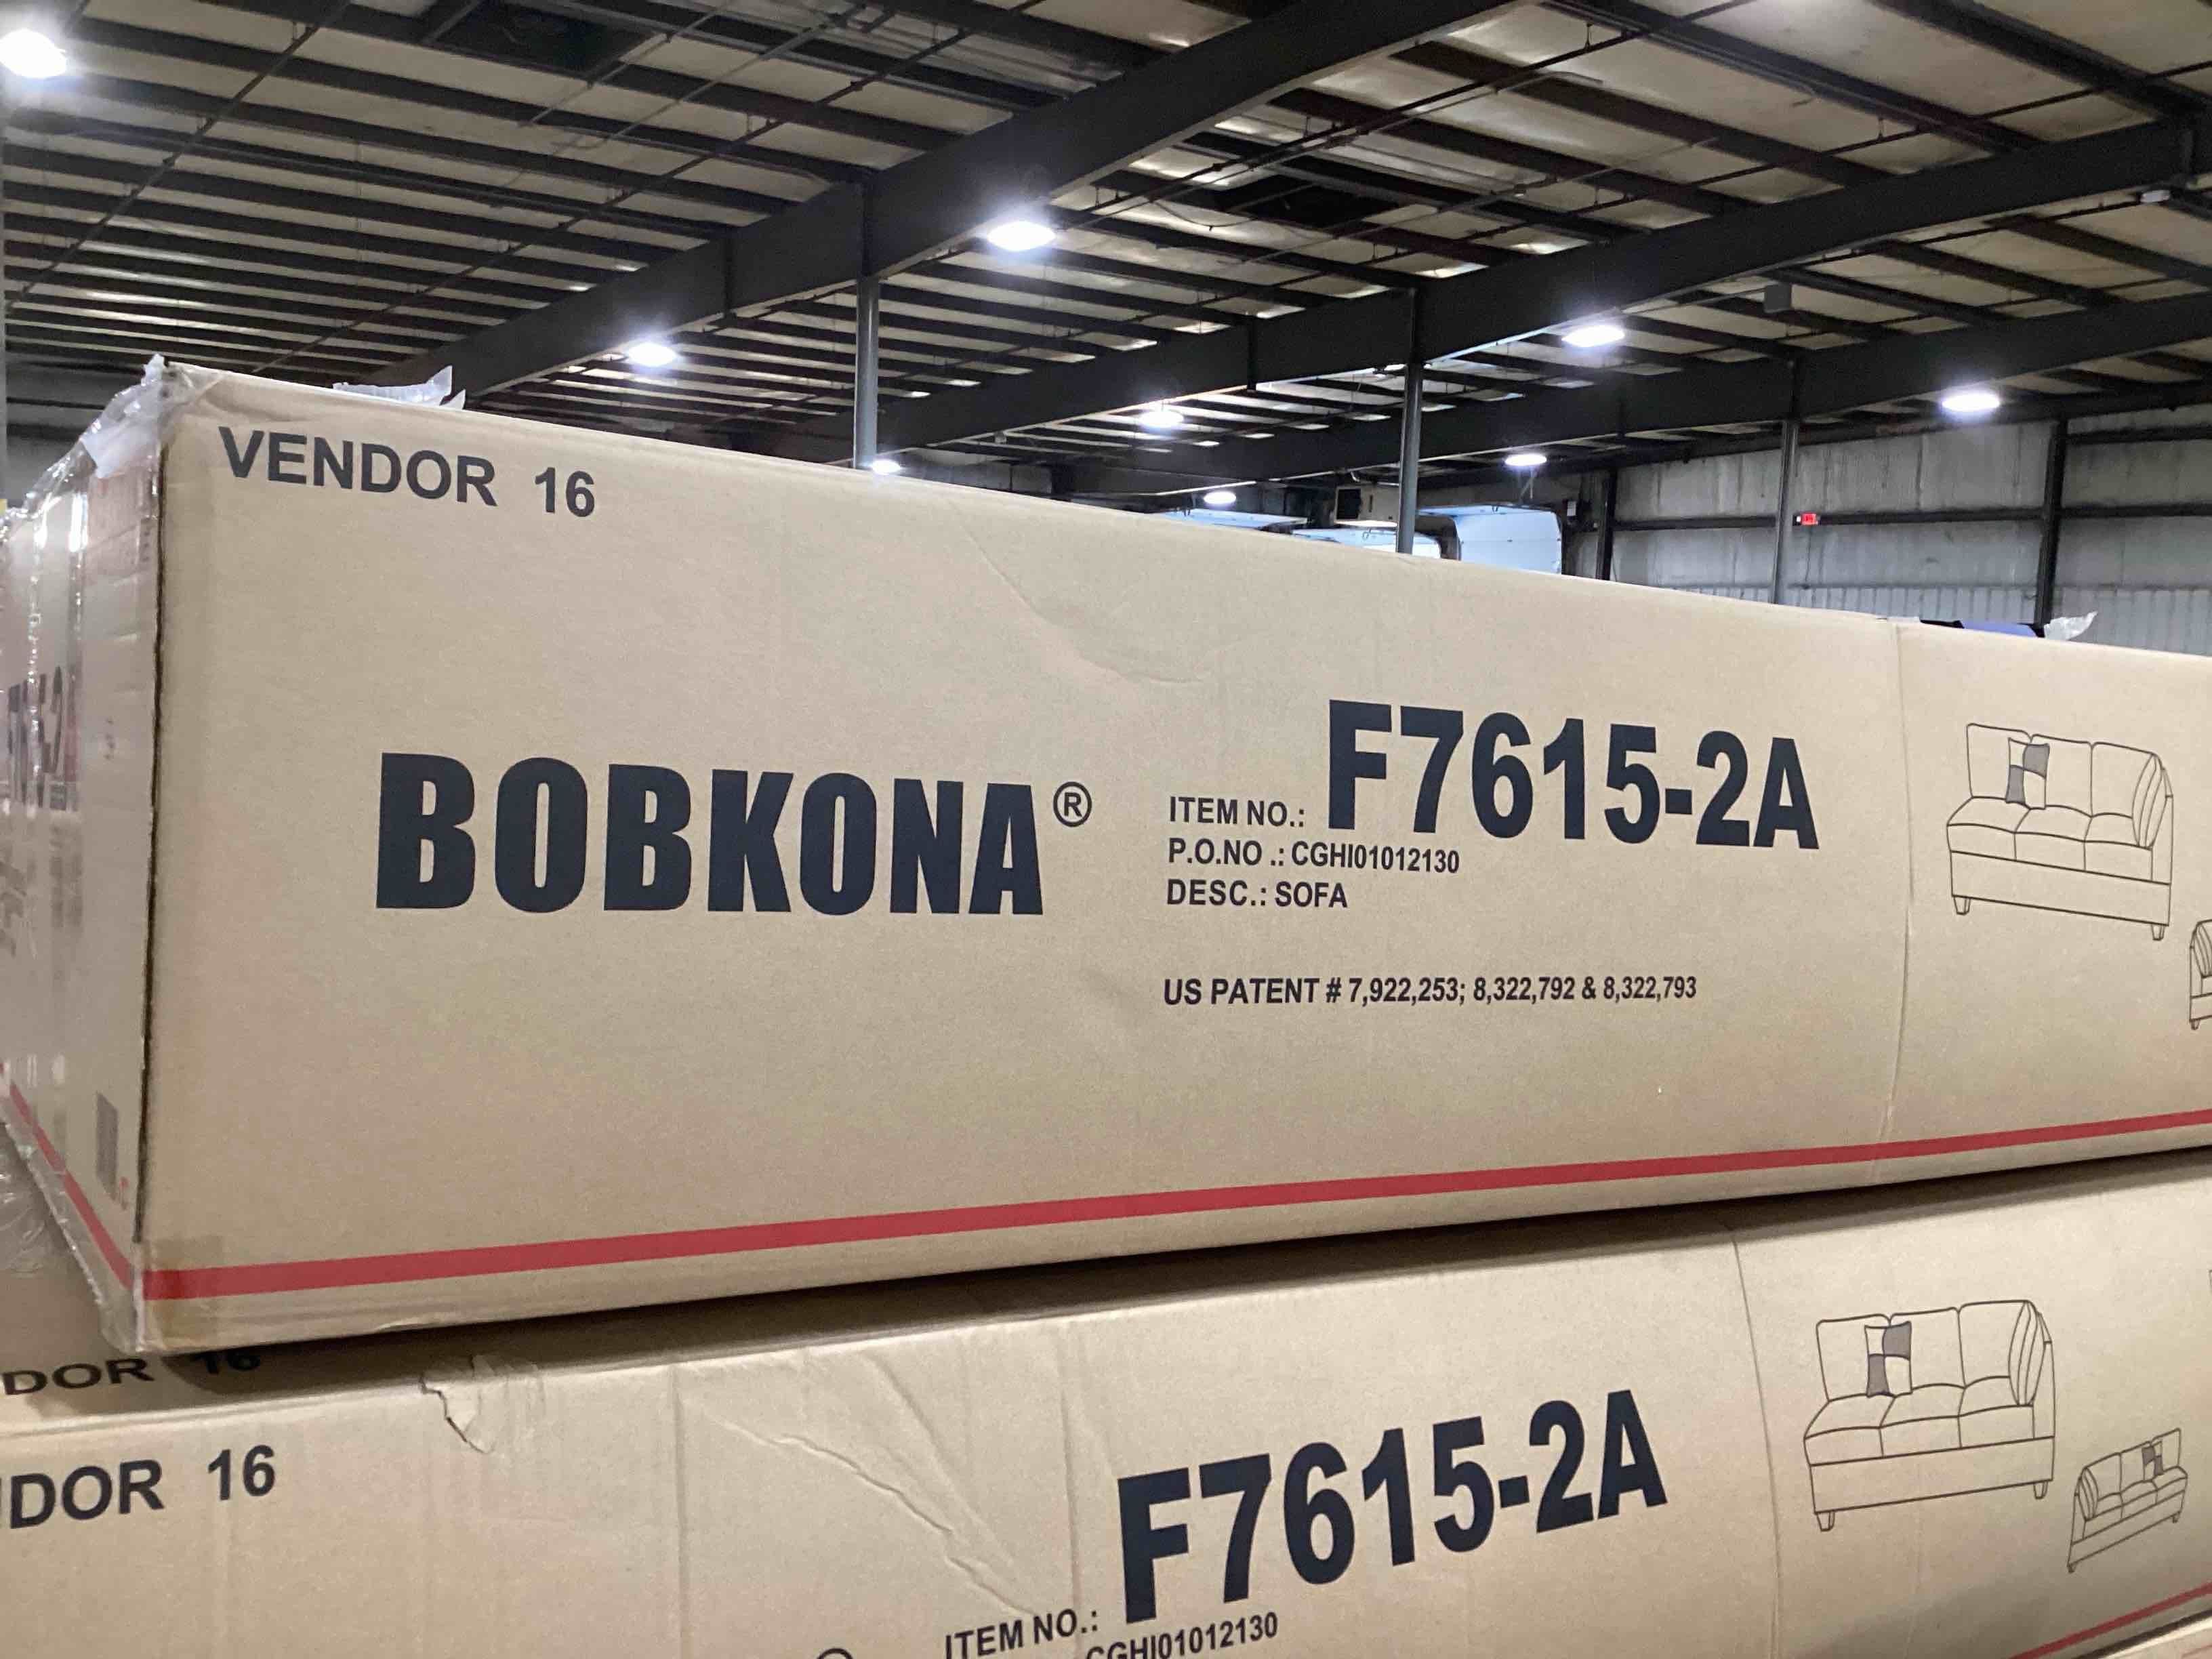 VENDOR 16
BOBKONA®
ITEM NO.: F7615-2A
P.O.NO .: CGHI01012130
DESC.: SOFA
US PATENT # 7,922,253; 8,322,792 & 8,322,793
DOR 16
DOR 16
ITEM NO.: F7615-2A
CGHI01012130